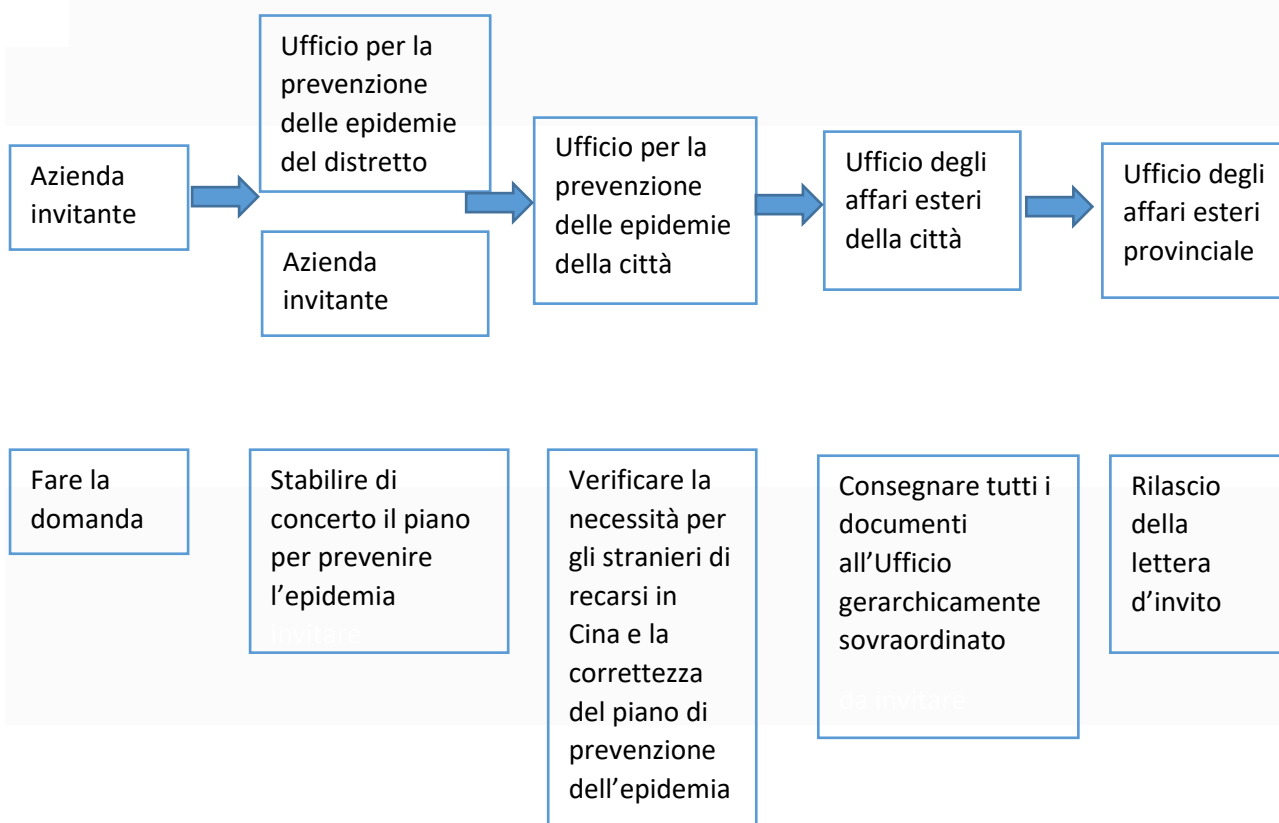 Ufficio per la
prevenzione
delle epidemie
del distretto
Azienda
invitante
Azienda
invitante
Ufficio per la
prevenzione
delle epidemie
della città
Ufficio degli
affari esteri
della città
Ufficio degli
affari esteri
provinciale
Fare la
domanda
Stabilire di
concerto il piano
per prevenire
l’epidemia
invitare
Verificare la
necessità per
gli stranieri di
recarsi in
Cina e la
correttezza
del piano di
prevenzione
dell’epidemia
Consegnare tutti i
documenti
all’Ufficio
gerarchicamente
sovraordinato
da invitare
Rilascio
della
lettera
d’invito